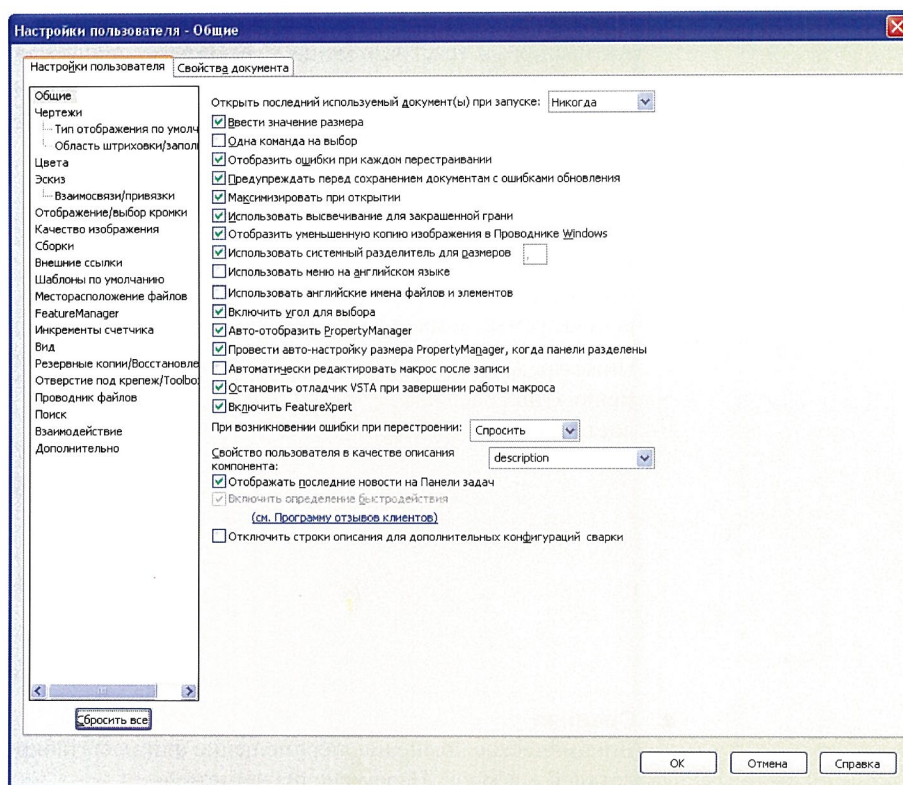 Настройки пользователя - Общие
Настройки пользователя
Свойства документа
Общие
Чертежи
Тип отображения по умолч
Область штриховки/запол
Цвета
Эскиз
Взаимосвязи/привязки
Отображение/выбор кромки
Качество изображения
Сборки
Внешние ссылки
Шаблоны по умолчанию
Месторасположение файлов
FeatureManager
Инкременты счетчика
Вид
Резервные копии/Восстановле
Отверстие под крепеж/Toolbo
Проводник файлов
Поиск
Взаимодействие
Дополнительно
Сбросить все
Открыть последний используемый документ(ы) при запуске: Никогда
Ввести значение размера
Одна команда на выбор
Отобразить ошибки при каждом перестраивании
Предупреждать перед сохранением документам с ошибками обновления
Максимизировать при открытии
Использовать высвечивание для закрашенной грани
Отобразить уменьшенную копию изображения в Проводнике Windows
Использовать системный разделитель для размеров ,
Использовать меню на английском языке
Использовать английские имена файлов и элементов
Включить угол для выбора
Авто-отобразить PropertyManager
Провести авто-настройку размера PropertyManager, когда панели разделены
Автоматически редактировать макрос после записи
Остановить отладчик VSTA при завершении работы макроса
Включить FeatureXpert
При возникновении ошибки при перестроении: Спросить
Свойство пользователя в качестве описания
компонента:
description
Отображать последние новости на Панели задач
Включить определение быстродействия
(см. Программу отзывов клиентов)
Отключить строки описания для дополнительных конфигураций сварки
OK
Отмена
Справка